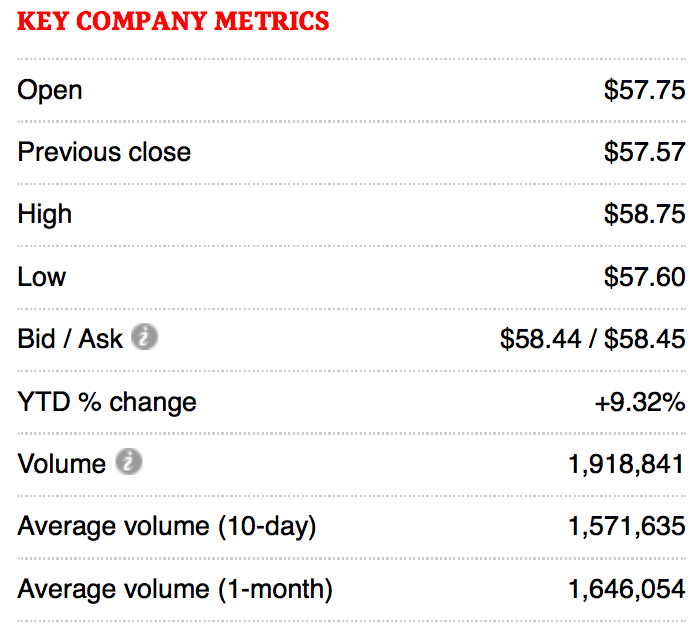 KEY COMPANY METRICS
Open $57.75
Previous close $57.57
High $58.75
Low $57.60
Bid / Ask i $58.44 / $58.45
YTD % change +9.32%
Volume i 1,918,841
Average volume (10-day) 1,571,635
Average volume (1-month) 1,646,054